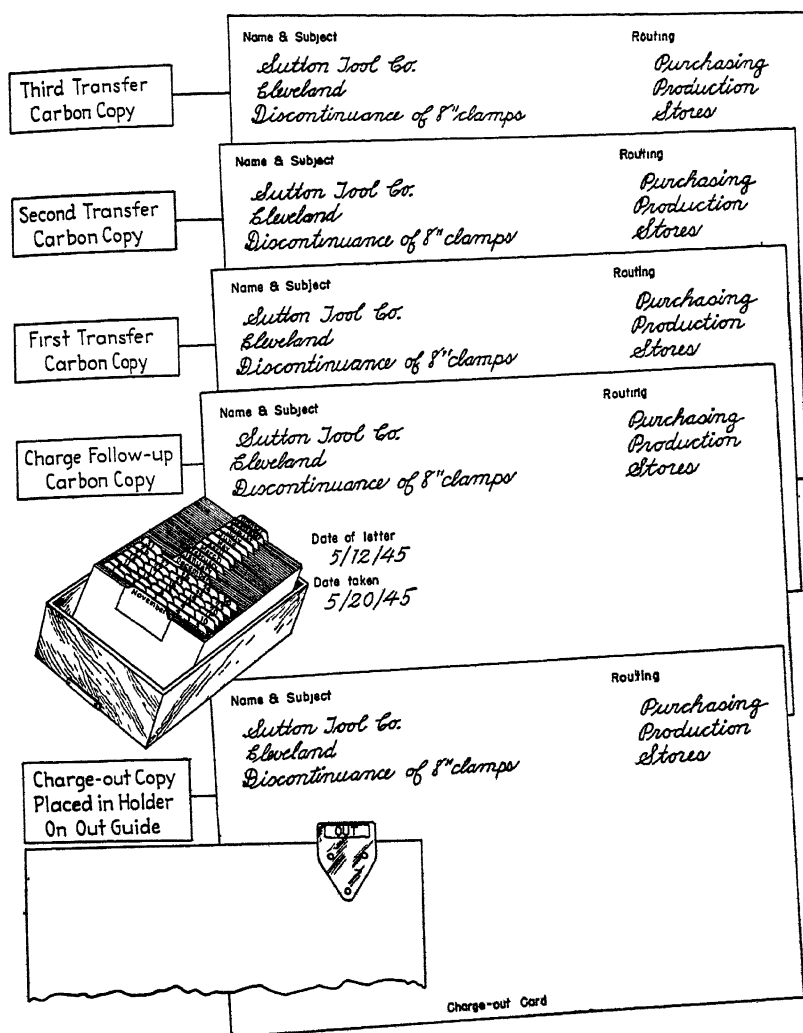 Third Transfer
Carbon Copy
Name & Subject Routing
Sutton Tool Co. Purchasing
Cleveland Production
Discontinuance of 8" clamps Stores
Second Transfer
Carbon Copy
Name & Subject Routing
Sutton Tool Co. Purchasing
Cleveland Production
Discontinuance of 8" clamps Stores
First Transfer
Carbon Copy
Name & Subject Routing
Sutton Tool Co. Purchasing
Cleveland Production
Discontinuance of 8" clamps Stores
Charge Follow-up
Carbon Copy
Name & Subject Routing
Sutton Tool Co. Purchasing
Cleveland Production
Discontinuance of 8" clamps Stores
Date of letter
5/12/45
Date taken
5/20/45
November
Charge-out Copy
Placed in Holder
On Out Guide
Name & Subject Routing
Sutton Tool Co. Purchasing
Cleveland Production
Discontinuance of 8" clamps Stores
OUT
Charge-out Card